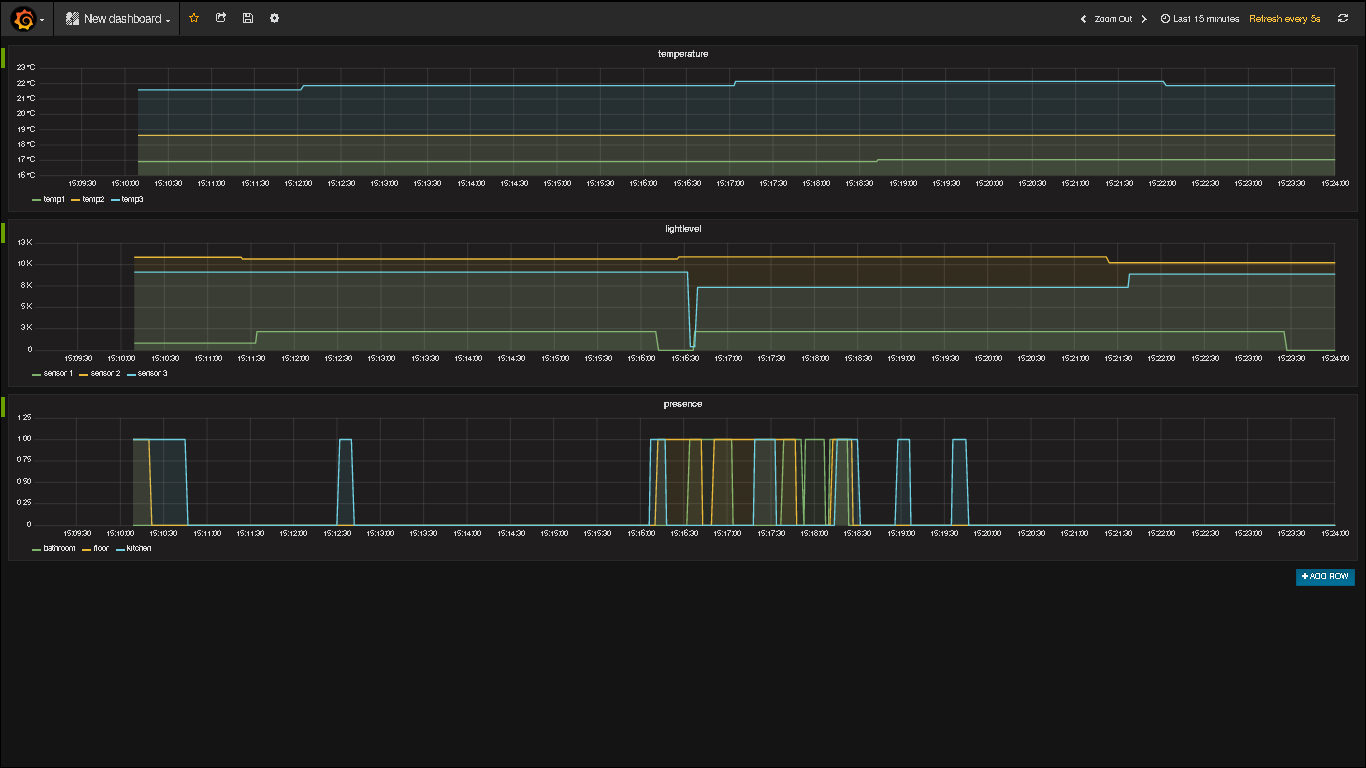 New dashboard
Zoom Out Last 15 minutes Refresh every 5s
temperature
23 °C
22 °C
21 °C
20 °C
19 °C
18 °C
17 °C
16 °C
15:09:30 15:10:00 15:10:30 15:11:00 15:11:30 15:12:00 15:12:30 15:13:00 15:13:30 15:14:00 15:14:30 15:15:00 15:15:30 15:16:00 15:16:30 15:17:00 15:17:30 15:18:00 15:18:30 15:19:00 15:19:30 15:20:00 15:20:30 15:21:00 15:21:30 15:22:00 15:22:30 15:23:00 15:23:30 15:24:00
temp1 temp2 temp3
lightlevel
13 K
10 K
8 K
5 K
3 K
0
15:09:30 15:10:00 15:10:30 15:11:00 15:11:30 15:12:00 15:12:30 15:13:00 15:13:30 15:14:00 15:14:30 15:15:00 15:15:30 15:16:00 15:16:30 15:17:00 15:17:30 15:18:00 15:18:30 15:19:00 15:19:30 15:20:00 15:20:30 15:21:00 15:21:30 15:22:00 15:22:30 15:23:00 15:23:30 15:24:00
sensor 1 sensor 2 sensor 3
presence
1.25
1.00
0.75
0.50
0.25
0
15:09:30 15:10:00 15:10:30 15:11:00 15:11:30 15:12:00 15:12:30 15:13:00 15:13:30 15:14:00 15:14:30 15:15:00 15:15:30 15:16:00 15:16:30 15:17:00 15:17:30 15:18:00 15:18:30 15:19:00 15:19:30 15:20:00 15:20:30 15:21:00 15:21:30 15:22:00 15:22:30 15:23:00 15:23:30 15:24:00
bathroom floor kitchen
+ ADD ROW